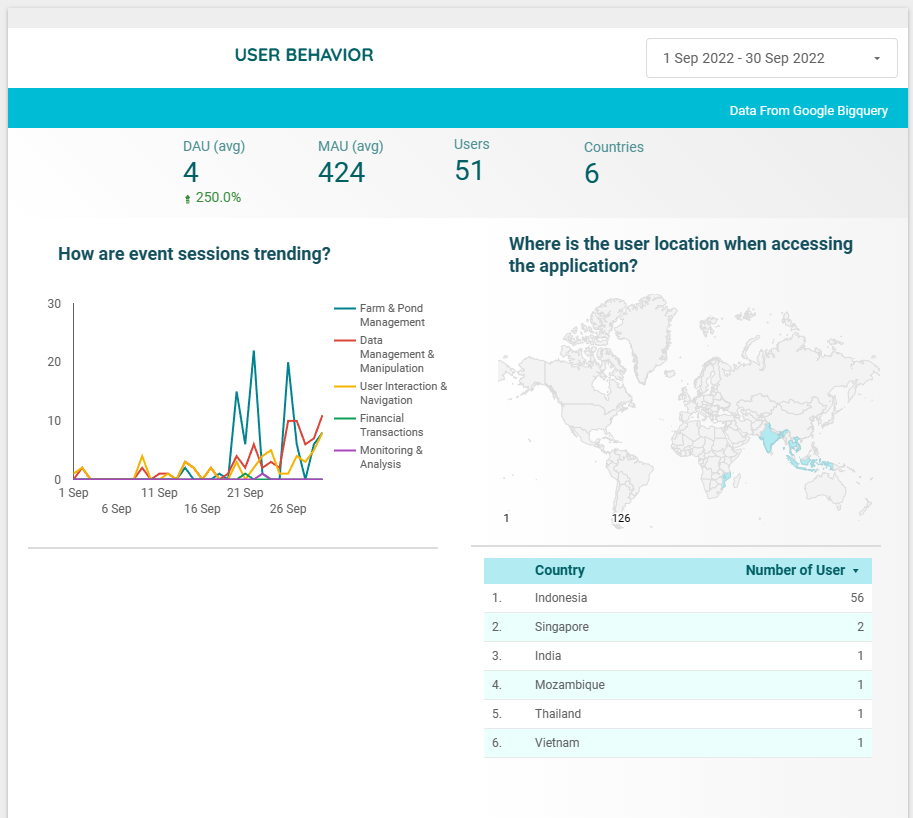 USER BEHAVIOR
1 Sep 2022 - 30 Sep 2022
Data From Google Bigquery
DAU (avg)
4
250.0%
MAU (avg)
424
Users
51
Countries
6
How are event sessions trending?
30
20
10
0
1 Sep
6 Sep
11 Sep
16 Sep
21 Sep
26 Sep
Farm & Pond
Management
Data
Management &
Manipulation
User Interaction &
Navigation
Financial
Transactions
Monitoring &
Analysis
Where is the user location when accessing
the application?
1
126
Country Number of User
1. Indonesia 56
2. Singapore 2
3. India 1
4. Mozambique 1
5. Thailand 1
6. Vietnam 1